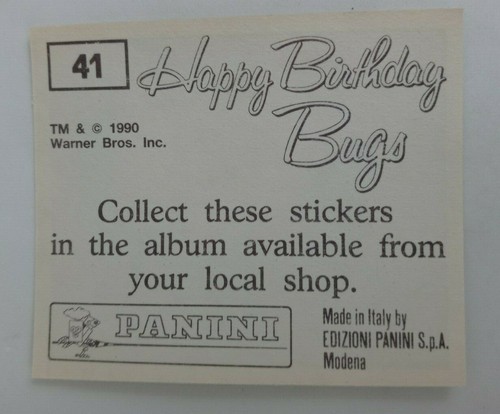 41
Happy Birthday
Bugs
TM & © 1990
Warner Bros. Inc.
Collect these stickers
in the album available from
your local shop.
PANINI
Made in Italy by
EDIZIONI PANINI S.p.A.
Modena